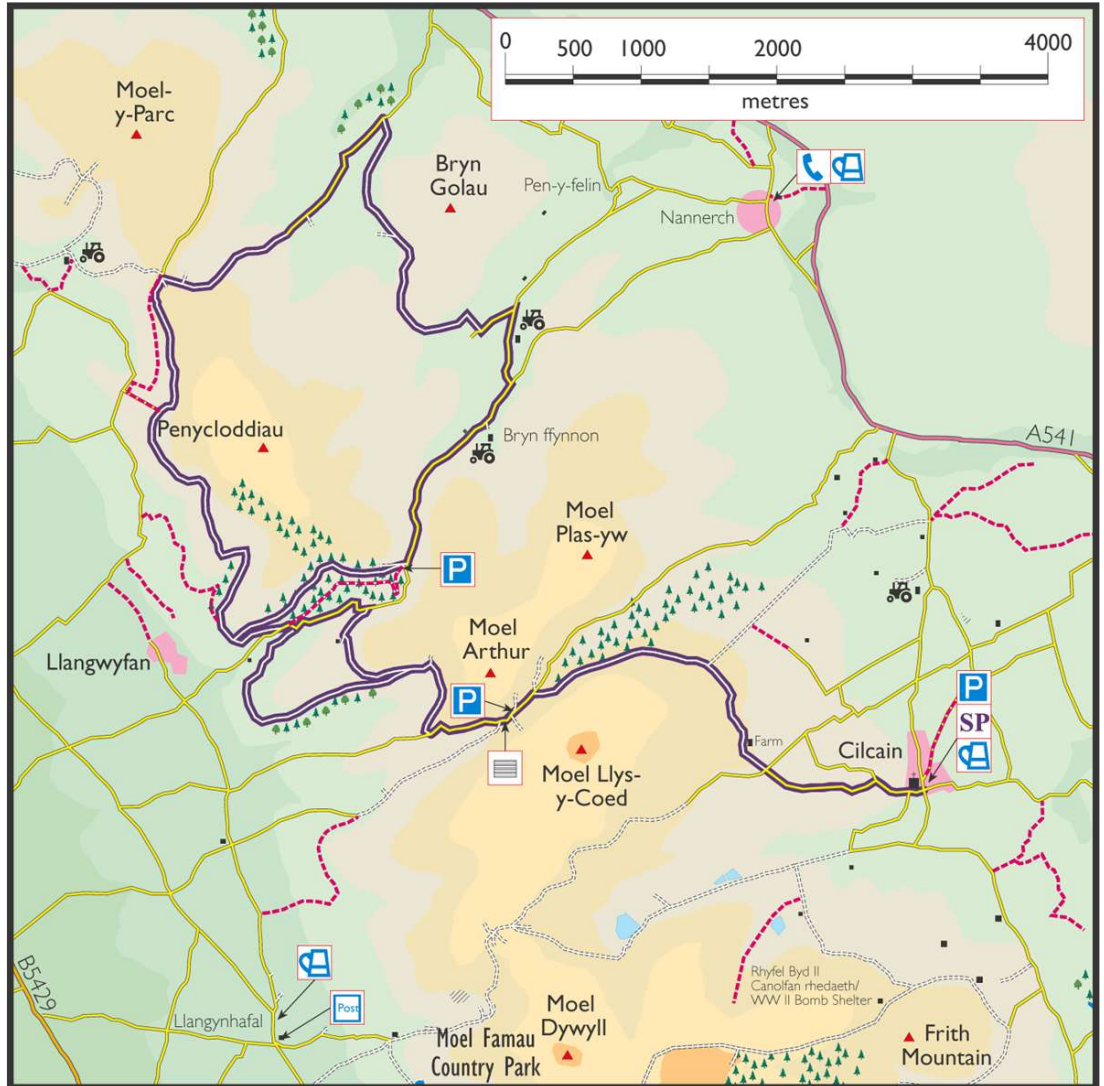 0 500 1000 2000 4000
metres
Moel-
y-Parc
Bryn
Golau
Pen-y-felin
Nannerch
A541
Penycloddiau
Bryn ffynnon
Moel
Plas-yw
P
Moel
Arthur
Llangwyfan
P
P
SP
Farm
Cilcain
Moel Llys-
y-Coed
B5429
Post
Llangynhafal
Moel Famau
Country Park
Moel
Dywyll
Rhyfel Byd II
Canolfan rhedaeth/
WW II Bomb Shelter
Frith
Mountain